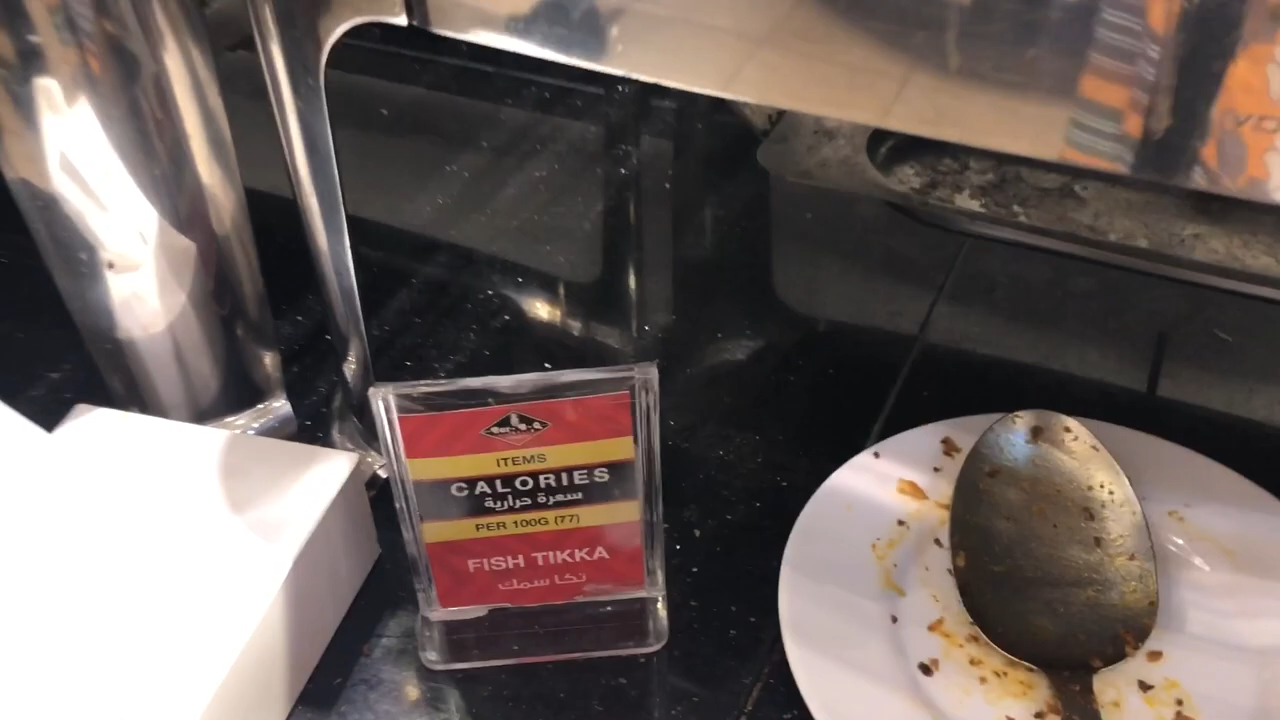 ITEMS
CALORIES
سعرة حرارية
PER 100G (77)
FISH TIKKA
تكا سمك